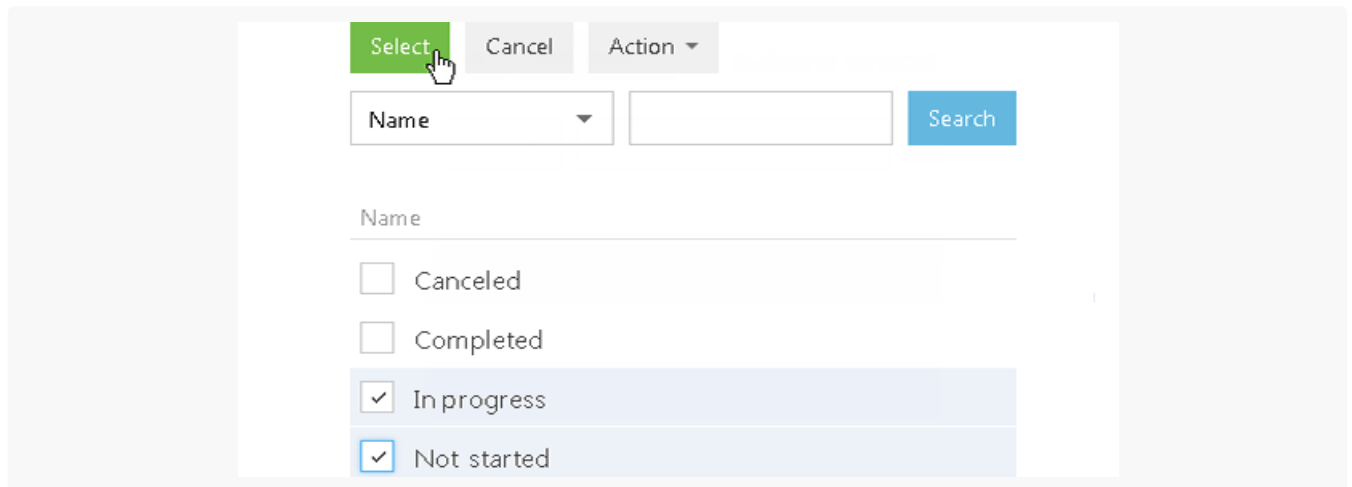 Select Cancel Action
Name Search
Name
Canceled
Completed
In progress
Not started